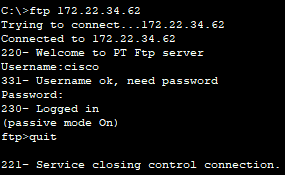 C:\>ftp 172.22.34.62
Trying to connect...172.22.34.62
Connected to 172.22.34.62
220- Welcome to PT Ftp server
Username:cisco
331- Username ok, need password
Password:
230- Logged in
(passive mode On)
ftp>quit
221- Service closing control connection.